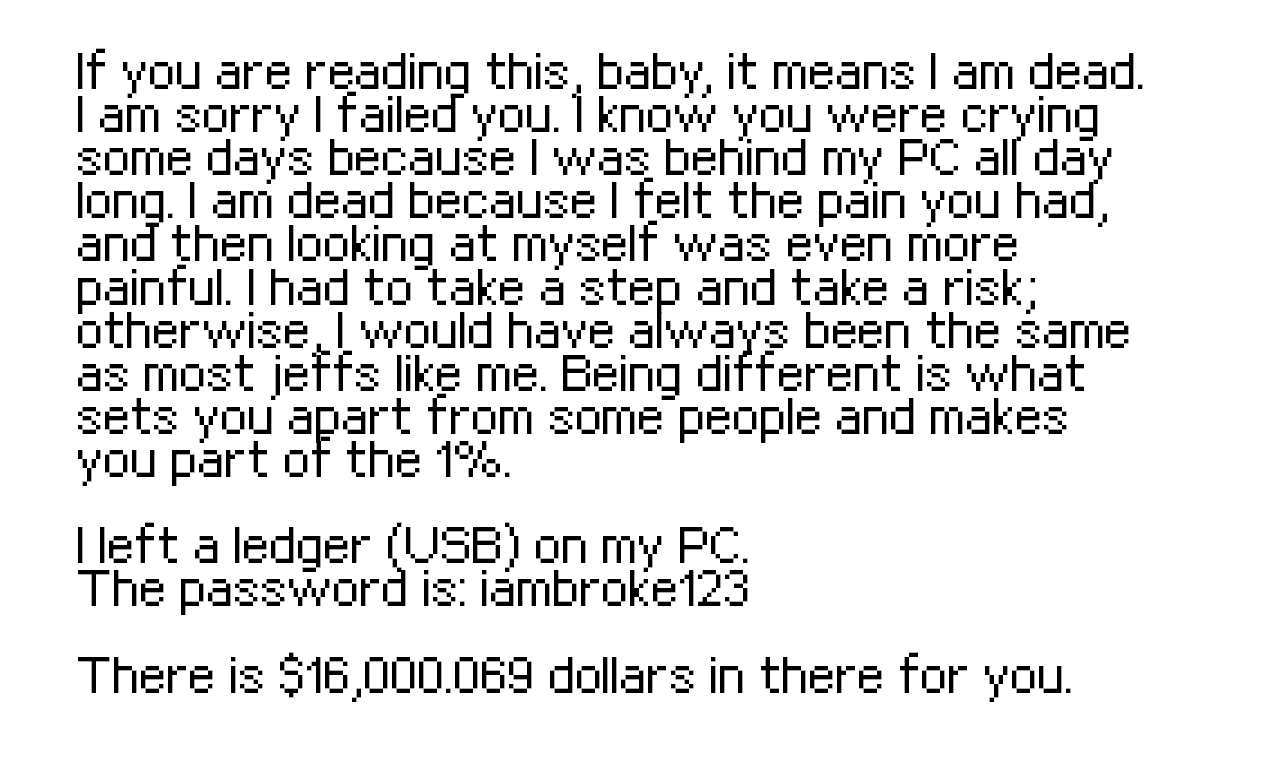 If you are reading this, baby, it means I am dead.
I am sorry I failed you. I know you were crying
some days because I was behind my PC all day
long. I am dead because I felt the pain you had,
and then looking at myself was even more
painful. I had to take a step and take a risk;
otherwise, I would have always been the same
as most jeffs like me. Being different is what
sets you apart from some people and makes
you part of the 1%.
I left a ledger (USB) on my PC.
The password is: iambroke123
There is $16,000.069 dollars in there for you.